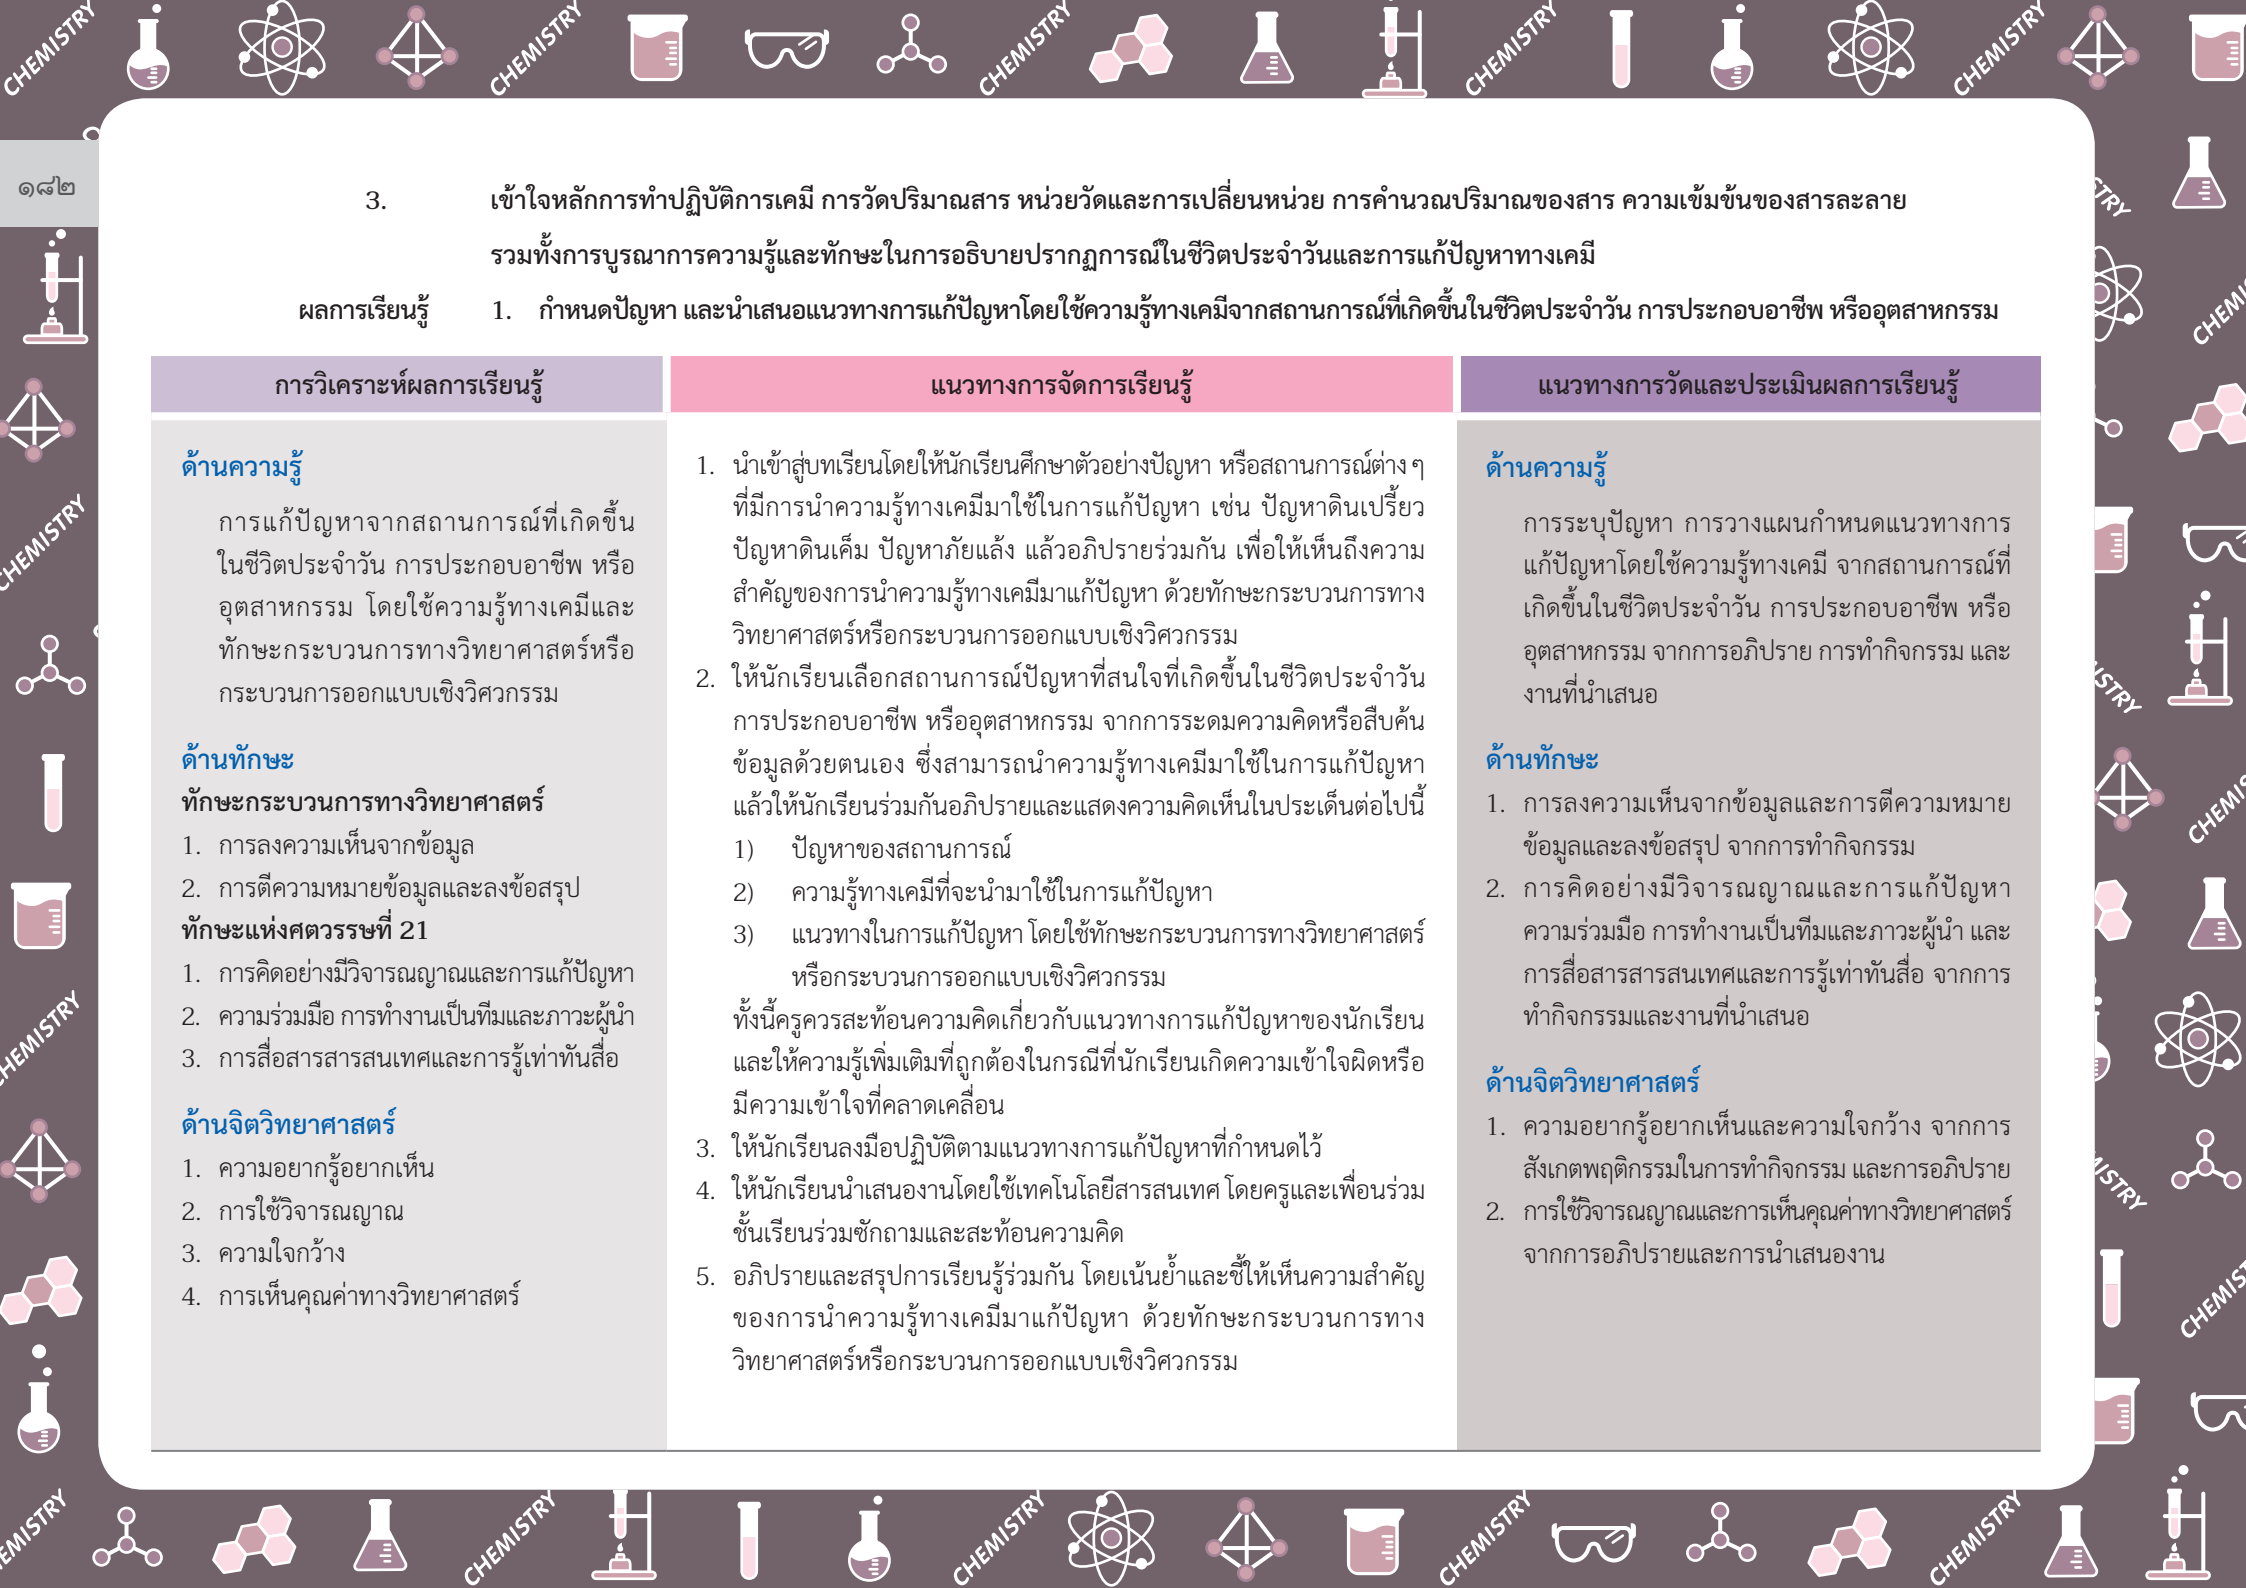 ๑๘๒
3. เข้าใจหลักการทำปฏิบัติการเคมี การวัดปริมาณสาร หน่วยวัดและการเปลี่ยนหน่วย การคำนวณปริมาณของสาร ความเข้มข้นของสารละลาย
รวมทั้งการบูรณาการความรู้และทักษะในการอธิบายปรากฏการณ์ในชีวิตประจำวันและการแก้ปัญหาทางเคมี
ผลการเรียนรู้ 1. กำหนดปัญหา และนำเสนอแนวทางการแก้ปัญหาโดยใช้ความรู้ทางเคมีจากสถานการณ์ที่เกิดขึ้นในชีวิตประจำวัน การประกอบอาชีพ หรืออุตสาหกรรม
การวิเคราะห์ผลการเรียนรู้
ด้านความรู้
การแก้ปัญหาจากสถานการณ์ที่เกิดขึ้น
ในชีวิตประจำวัน การประกอบอาชีพ หรือ
อุตสาหกรรม โดยใช้ความรู้ทางเคมีและ
ทักษะกระบวนการทางวิทยาศาสตร์หรือ
กระบวนการออกแบบเชิงวิศวกรรม
ด้านทักษะ
ทักษะกระบวนการทางวิทยาศาสตร์
1. การลงความเห็นจากข้อมูล
2. การตีความหมายข้อมูลและลงข้อสรุป
ทักษะแห่งศตวรรษที่ 21
1. การคิดอย่างมีวิจารณญาณและการแก้ปัญหา
2. ความร่วมมือ การทำงานเป็นทีมและภาวะผู้นำ
3. การสื่อสารสารสนเทศและการรู้เท่าทันสื่อ
ด้านจิตวิทยาศาสตร์
1. ความอยากรู้อยากเห็น
2. การใช้วิจารณญาณ
3. ความใจกว้าง
4. การเห็นคุณค่าทางวิทยาศาสตร์
แนวทางการจัดการเรียนรู้
1. นำเข้าสู่บทเรียนโดยให้นักเรียนศึกษาตัวอย่างปัญหา หรือสถานการณ์ต่าง ๆ
ที่มีการนำความรู้ทางเคมีมาใช้ในการแก้ปัญหา เช่น ปัญหาดินเปรี้ยว
ปัญหาดินเค็ม ปัญหาภัยแล้ง แล้วอภิปรายร่วมกัน เพื่อให้เห็นถึงความ
สำคัญของการนำความรู้ทางเคมีมาแก้ปัญหา ด้วยทักษะกระบวนการทาง
วิทยาศาสตร์หรือกระบวนการออกแบบเชิงวิศวกรรม
2. ให้นักเรียนเลือกสถานการณ์ปัญหาที่สนใจที่เกิดขึ้นในชีวิตประจำวัน
การประกอบอาชีพ หรืออุตสาหกรรม จากการระดมความคิดหรือสืบค้น
ข้อมูลด้วยตนเอง ซึ่งสามารถนำความรู้ทางเคมีมาใช้ในการแก้ปัญหา
แล้วให้นักเรียนร่วมกันอภิปรายและแสดงความคิดเห็นในประเด็นต่อไปนี้
1) ปัญหาของสถานการณ์
2) ความรู้ทางเคมีที่จะนำมาใช้ในการแก้ปัญหา
3) แนวทางในการแก้ปัญหา โดยใช้ทักษะกระบวนการทางวิทยาศาสตร์
หรือกระบวนการออกแบบเชิงวิศวกรรม
ทั้งนี้ครูควรสะท้อนความคิดเกี่ยวกับแนวทางการแก้ปัญหาของนักเรียน
และให้ความรู้เพิ่มเติมที่ถูกต้องในกรณีที่นักเรียนเกิดความเข้าใจผิดหรือ
มีความเข้าใจที่คลาดเคลื่อน
3. ให้นักเรียนลงมือปฏิบัติตามแนวทางการแก้ปัญหาที่กำหนดไว้
4. ให้นักเรียนนำเสนองานโดยใช้เทคโนโลยีสารสนเทศ โดยครูและเพื่อนร่วม
ชั้นเรียนร่วมซักถามและสะท้อนความคิด
5. อภิปรายและสรุปการเรียนรู้ร่วมกัน โดยเน้นย้ำและชี้ให้เห็นความสำคัญ
ของการนำความรู้ทางเคมีมาแก้ปัญหา ด้วยทักษะกระบวนการทาง
วิทยาศาสตร์หรือกระบวนการออกแบบเชิงวิศวกรรม
แนวทางการวัดและประเมินผลการเรียนรู้
ด้านความรู้
การระบุปัญหา การวางแผนกำหนดแนวทางการ
แก้ปัญหาโดยใช้ความรู้ทางเคมี จากสถานการณ์ที่
เกิดขึ้นในชีวิตประจำวัน การประกอบอาชีพ หรือ
อุตสาหกรรม จากการอภิปราย การทำกิจกรรม และ
งานที่นำเสนอ
ด้านทักษะ
1. การลงความเห็นจากข้อมูลและการตีความหมาย
ข้อมูลและลงข้อสรุป จากการทำกิจกรรม
2. การคิดอย่างมีวิจารณญาณและการแก้ปัญหา
ความร่วมมือ การทำงานเป็นทีมและภาวะผู้นำ และ
การสื่อสารสารสนเทศและการรู้เท่าทันสื่อ จากการ
ทำกิจกรรมและงานที่นำเสนอ
ด้านจิตวิทยาศาสตร์
1. ความอยากรู้อยากเห็นและความใจกว้าง จากการ
สังเกตพฤติกรรมในการทำกิจกรรม และการอภิปราย
2. การใช้วิจารณญาณและการเห็นคุณค่าทางวิทยาศาสตร์
จากการอภิปรายและการนำเสนองาน
CHEMISTRY
CHEMISTRY
CHEMISTRY
CHEMISTRY
CHEMISTRY
CHEMISTRY
CHEMISTRY
CHEMISTRY
CHEMISTRY